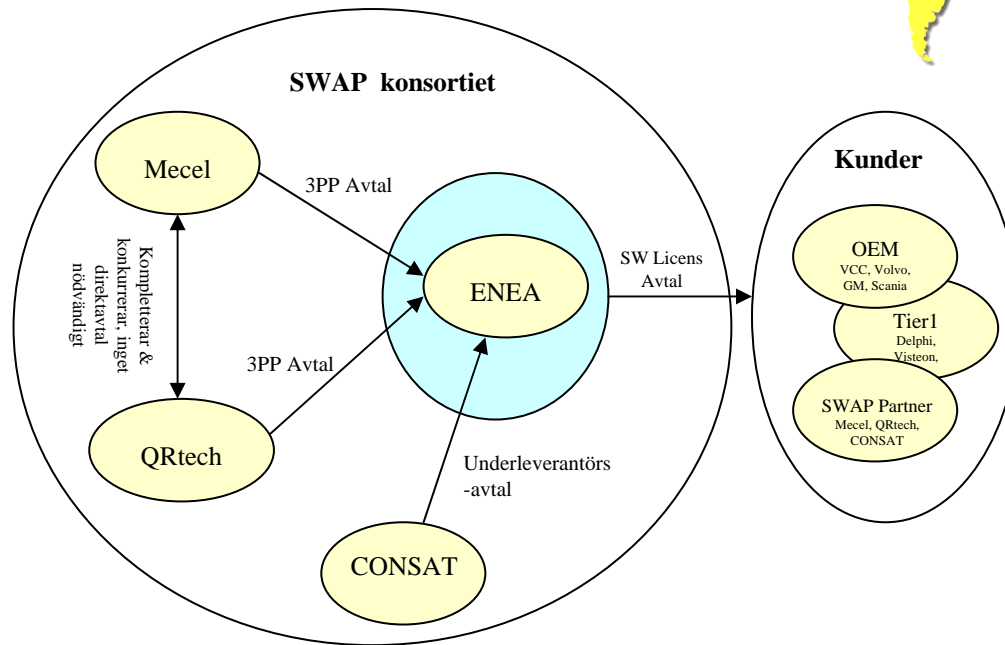 SWAP konsortiet
Mecel
3PP Avtal
Kompletterar &
konkurrerar, inget
direktavtal
nödvändigt
ENEA
QRtech
3PP Avtal
Underleverantörs
-avtal
CONSAT
SW Licens
Avtal
Kunder
OEM
VCC, Volvo,
GM, Scania
Tier1
Delphi,
Visteon,
SWAP Partner
Mecel, QRtech,
CONSAT